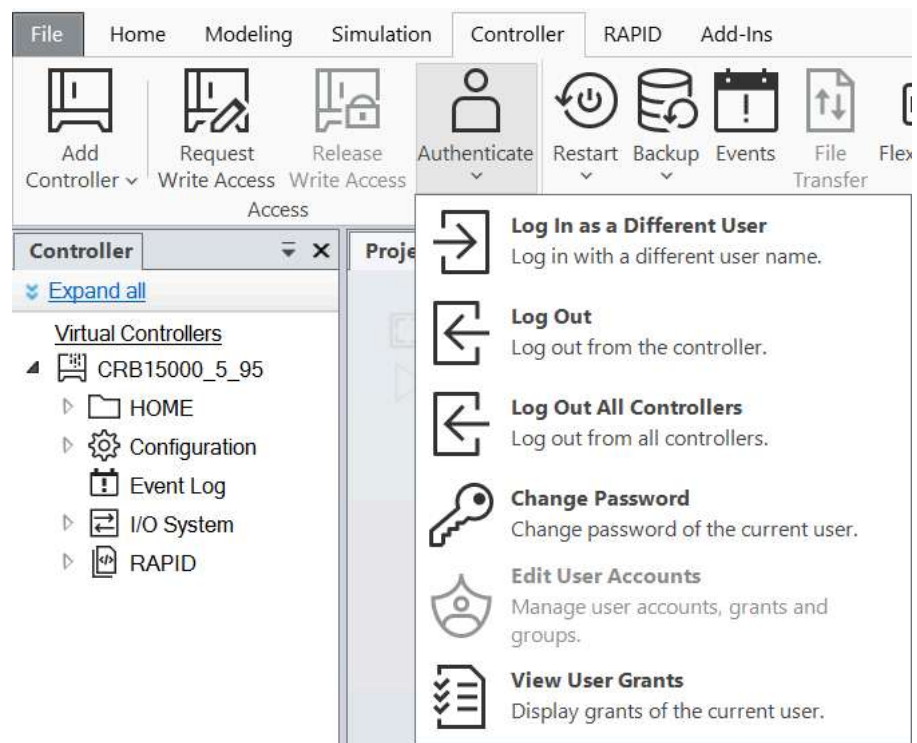 File Home Modeling Simulation Controller RAPID Add-Ins
Add Controller
Request Write Access
Release Write Access
Authenticate
Restart
Backup
Events
File Transfer
Access
Controller
Expand all
Virtual Controllers
CRB15000_5_95
HOME
Configuration
Event Log
I/O System
RAPID
Log In as a Different User
Log in with a different user name.
Log Out
Log out from the controller.
Log Out All Controllers
Log out from all controllers.
Change Password
Change password of the current user.
Edit User Accounts
Manage user accounts, grants and
groups.
View User Grants
Display grants of the current user.